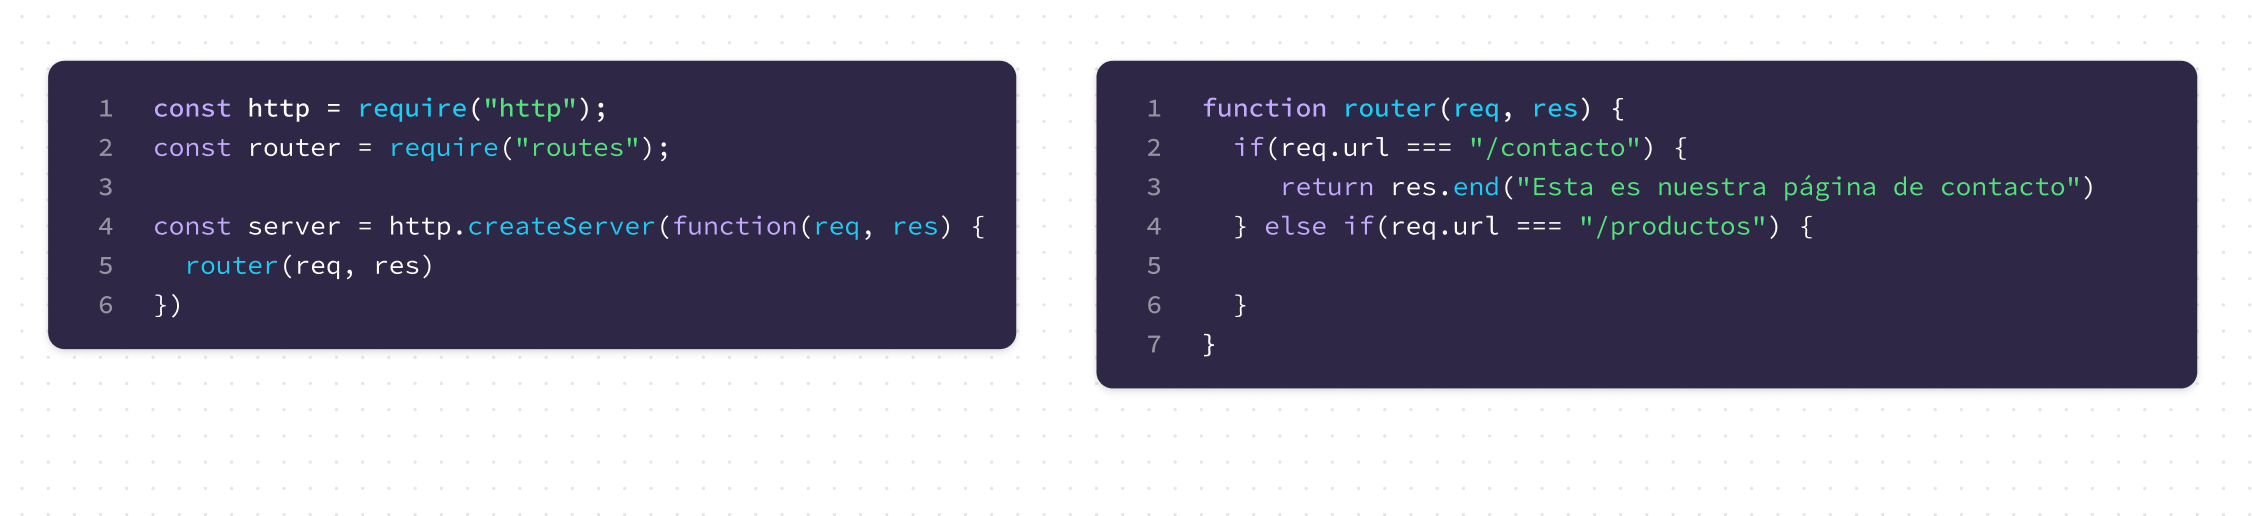 1 const http = require("http");
2 const router = require("routes");
3
4 const server = http.createServer(function(req, res) {
5   router(req, res)
6 })
1 function router(req, res) {
2   if(req.url === "/contacto") {
3      return res.end("Esta es nuestra página de contacto")
4   } else if(req.url === "/productos") {
5
6   }
7 }